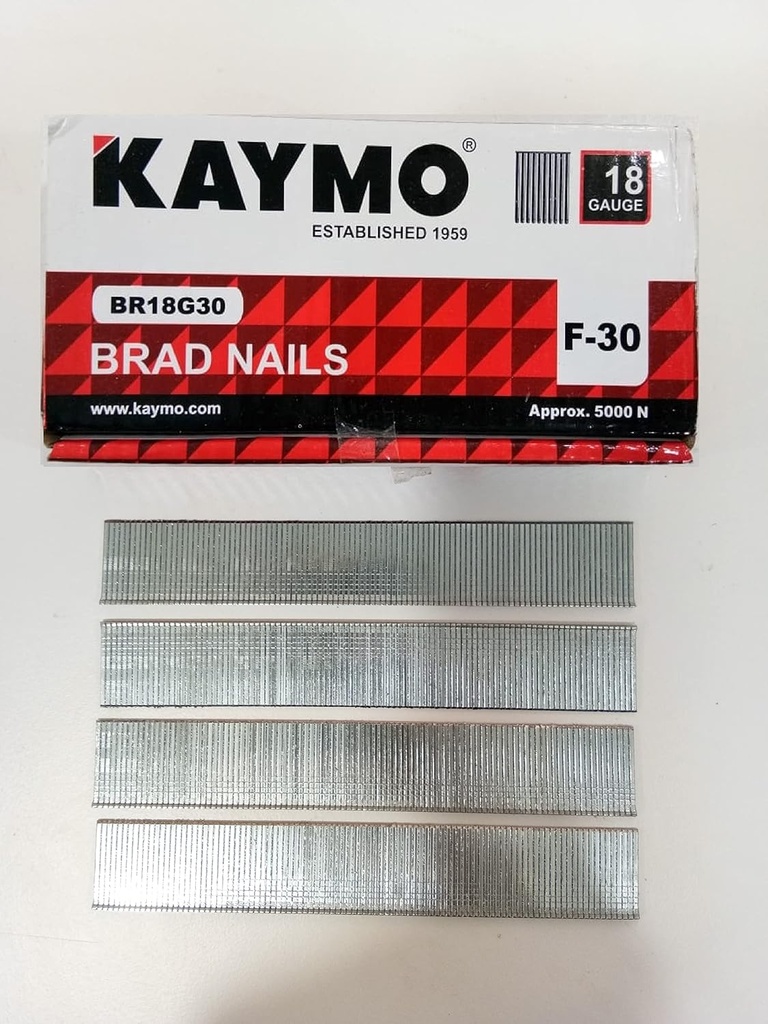 KAYMO®
18
GAUGE
ESTABLISHED 1959
BR18G30
F-30
BRAD NAILS
www.kaymo.com
Approx. 5000 N